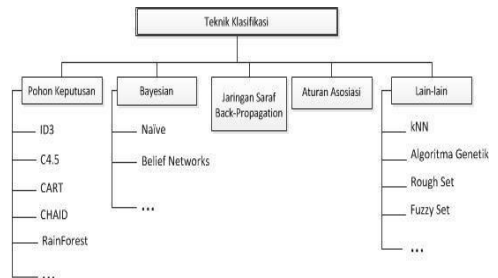 Teknik Klasifikasi
Pohon Keputusan
ID3
C4.5
CART
CHAID
RainForest
...
Bayesian
Naïve
Belief Networks
...
Jaringan Saraf
Back-Propagation
Aturan Asosiasi
Lain-lain
kNN
Algoritma Genetik
Rough Set
Fuzzy Set
...